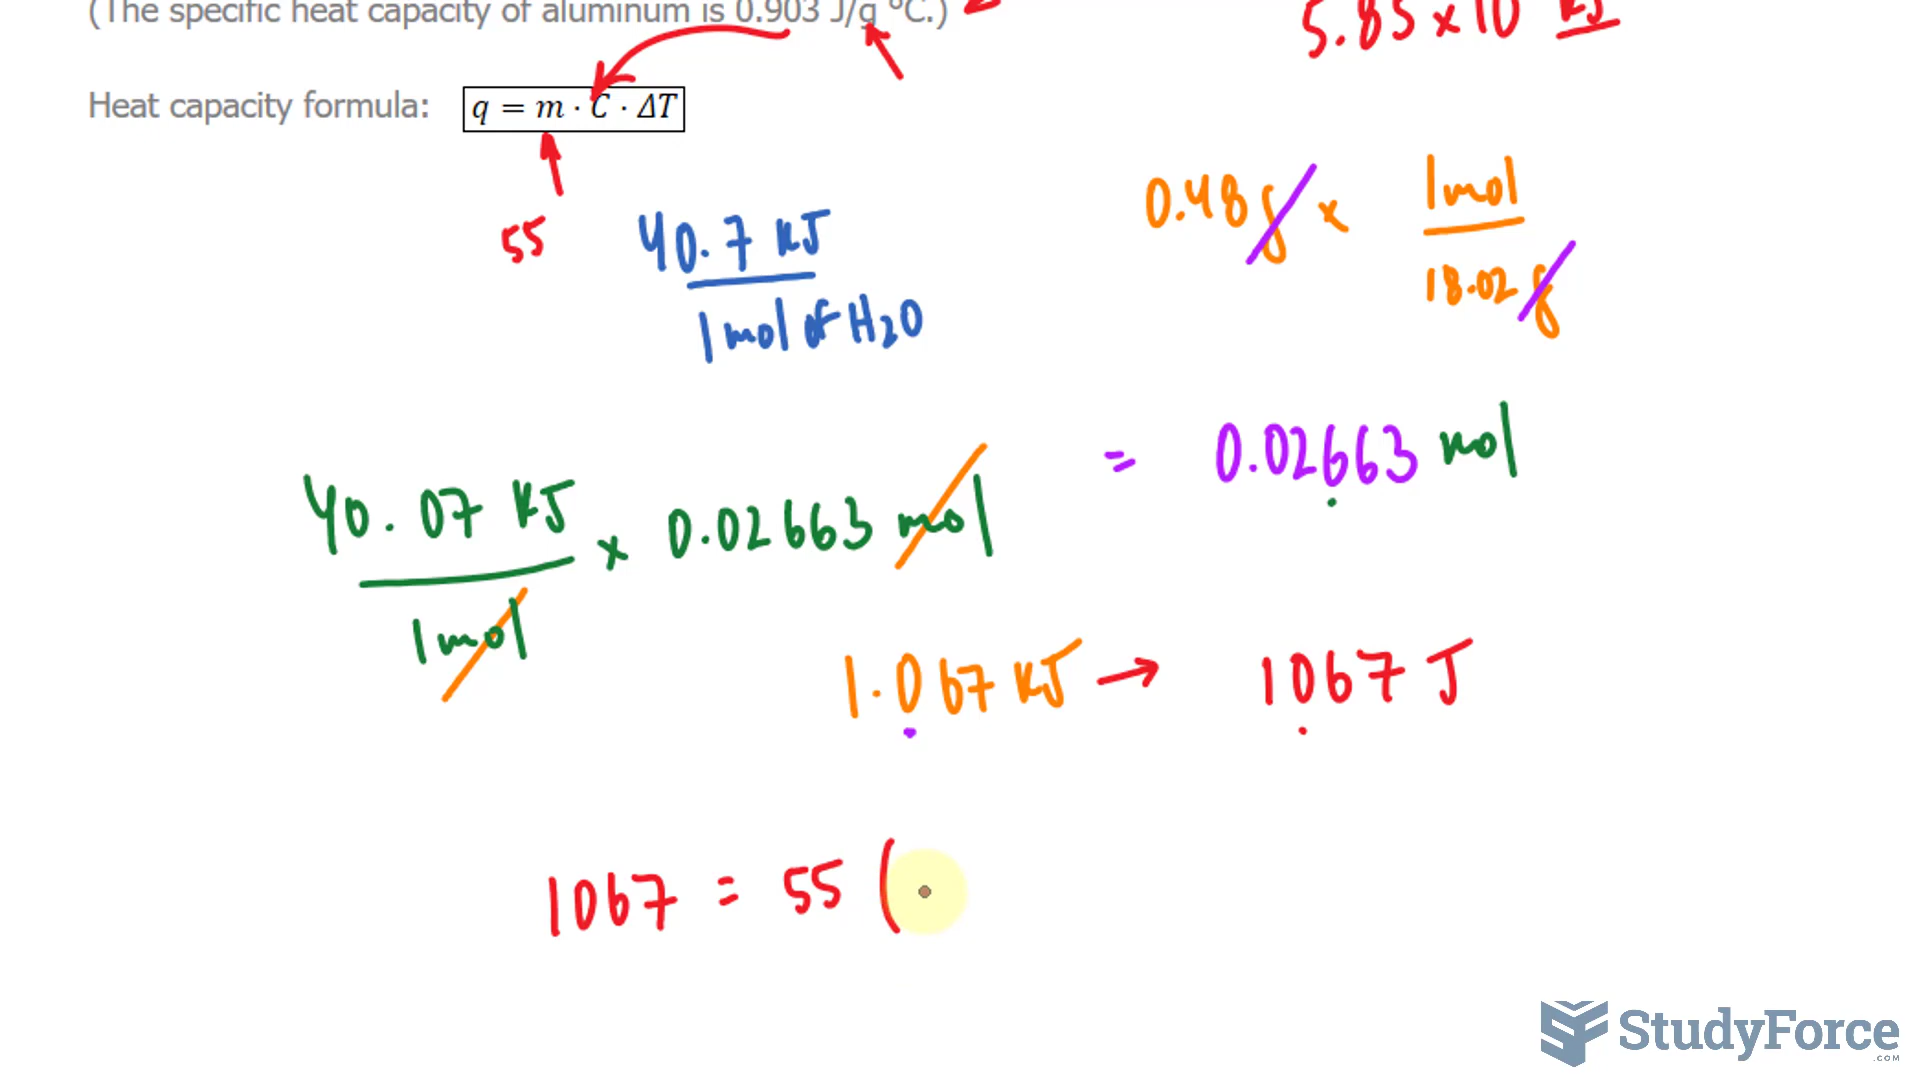 (The specific heat capacity of aluminum is 0.903 J/g °C.)
5.85 x 10 kJ
Heat capacity formula: q = m · C · ΔT
55
40.7 kJ
1 mol of H2O
0.48 g x 1 mol
18.02 g
= 0.02663 mol
40.07 kJ x 0.02663 mol
1 mol
1.067 kJ → 1067 J
1067 = 55 (
StudyForce
.COM